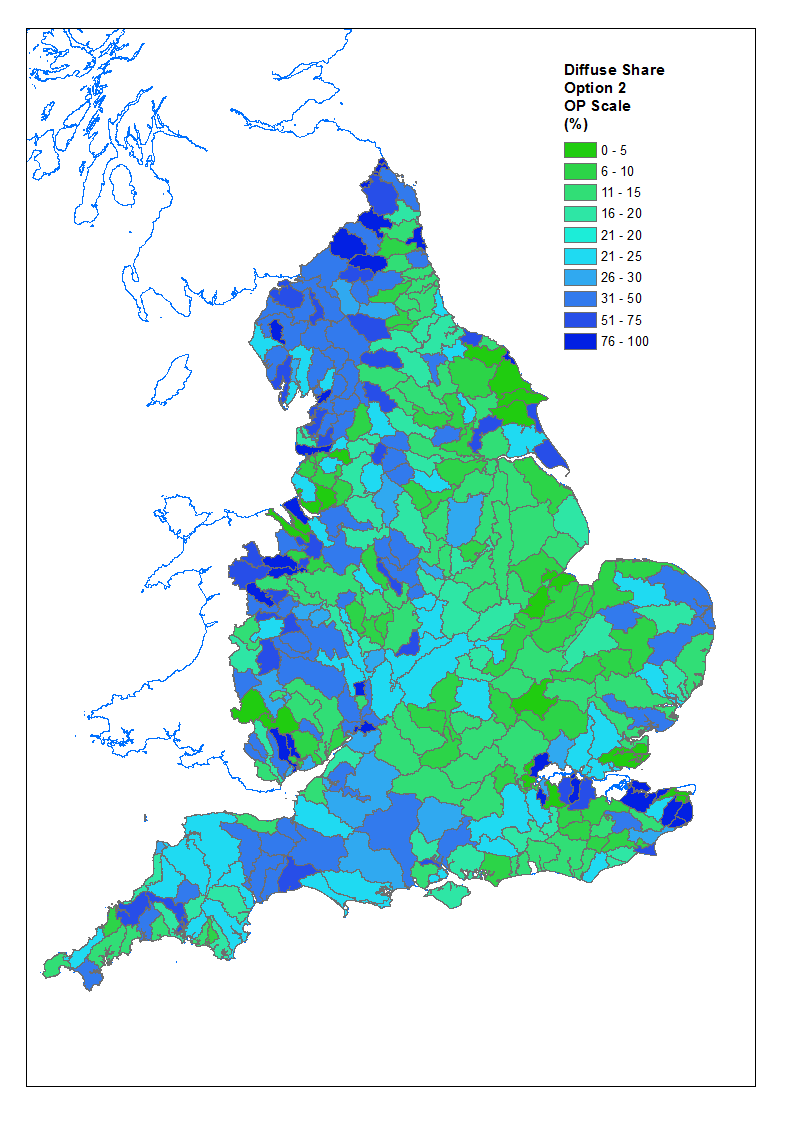 Diffuse Share
Option 2
OP Scale
(%)
0 - 5
6 - 10
11 - 15
16 - 20
21 - 20
21 - 25
26 - 30
31 - 50
51 - 75
76 - 100